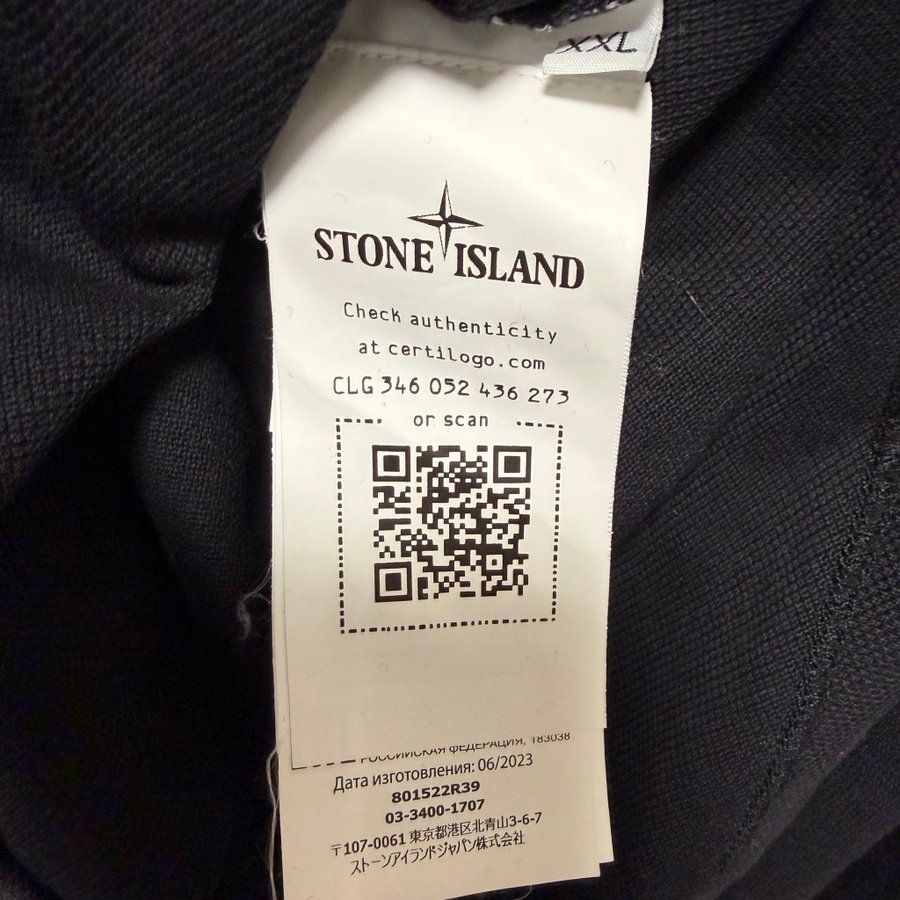 XXL
STONE ISLAND
Check authenticity
at certilogo.com
CLG 346 052 436 273
or scan
РОССИЙСКАЯ ФЕДЕРАЦИЯ, 183038
Дата изготовления: 06/2023
801522R39
03-3400-1707
〒107-0061 東京都港区北青山3-6-7
ストーンアイランドジャパン株式会社